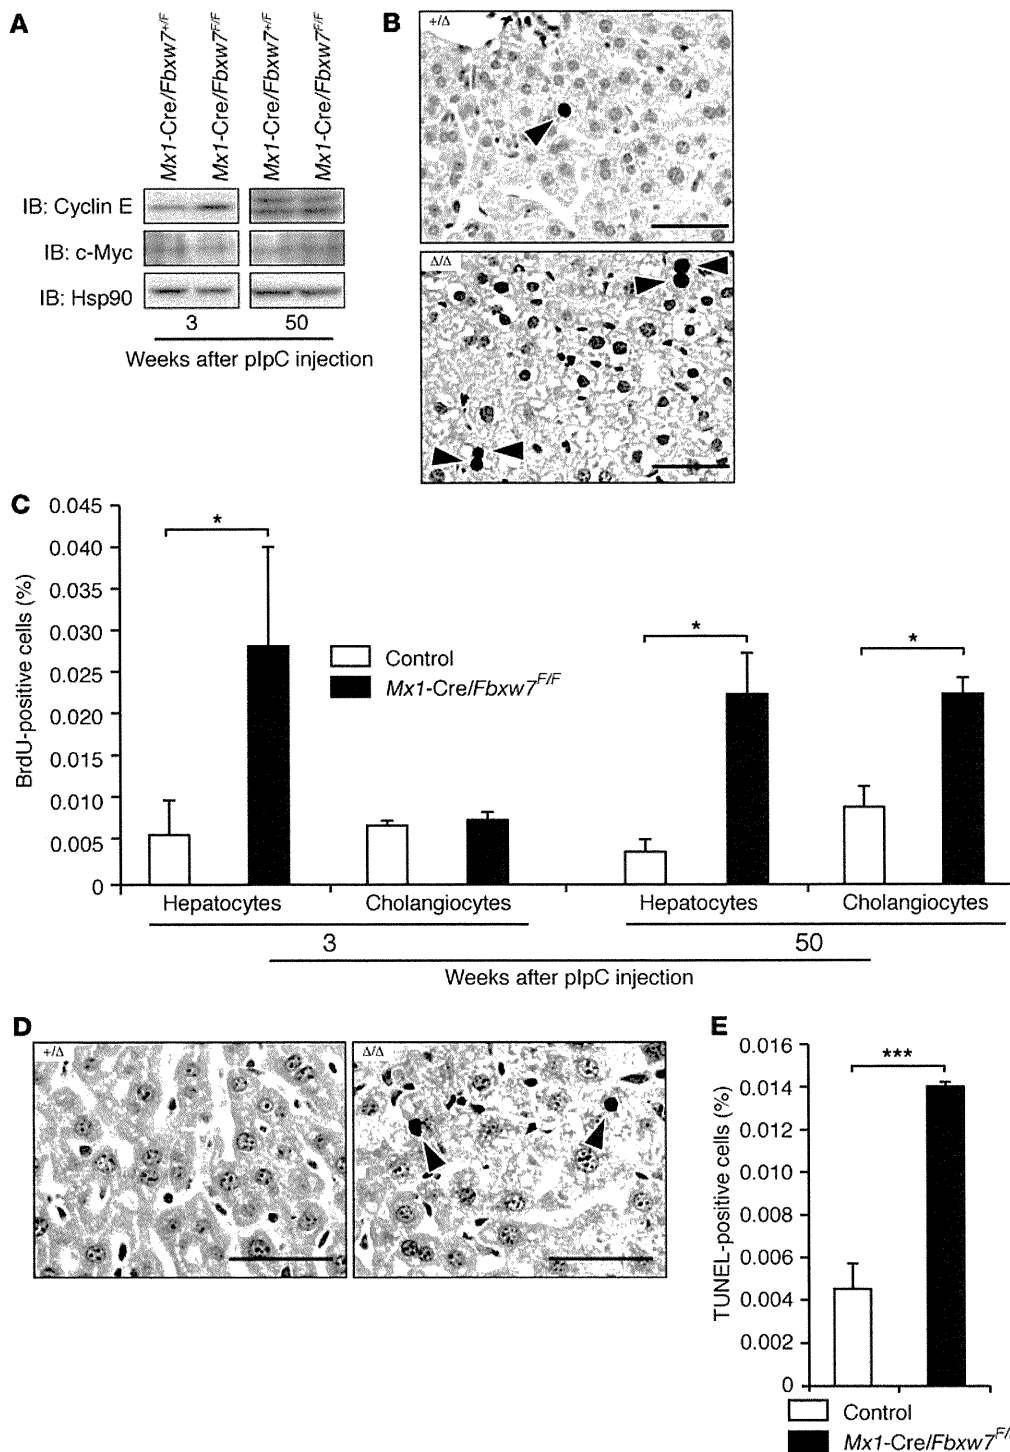 A
Mx1-Cre/Fbxw7+/F
Mx1-Cre/Fbxw7F/F
Mx1-Cre/Fbxw7+/F
Mx1-Cre/Fbxw7F/F
IB: Cyclin E
IB: c-Myc
IB: Hsp90
3
50
Weeks after pIpC injection
B
+/Δ
Δ/Δ
C
BrdU-positive cells (%)
0.045
0.040
0.035
0.030
0.025
0.020
0.015
0.010
0.005
0
*
*
*
Control
Mx1-Cre/Fbxw7F/F
Hepatocytes
Cholangiocytes
Hepatocytes
Cholangiocytes
3
50
Weeks after pIpC injection
D
+/Δ
Δ/Δ
E
TUNEL-positive cells (%)
0.016
0.014
0.012
0.010
0.008
0.006
0.004
0.002
0
***
Control
Mx1-Cre/Fbxw7F/